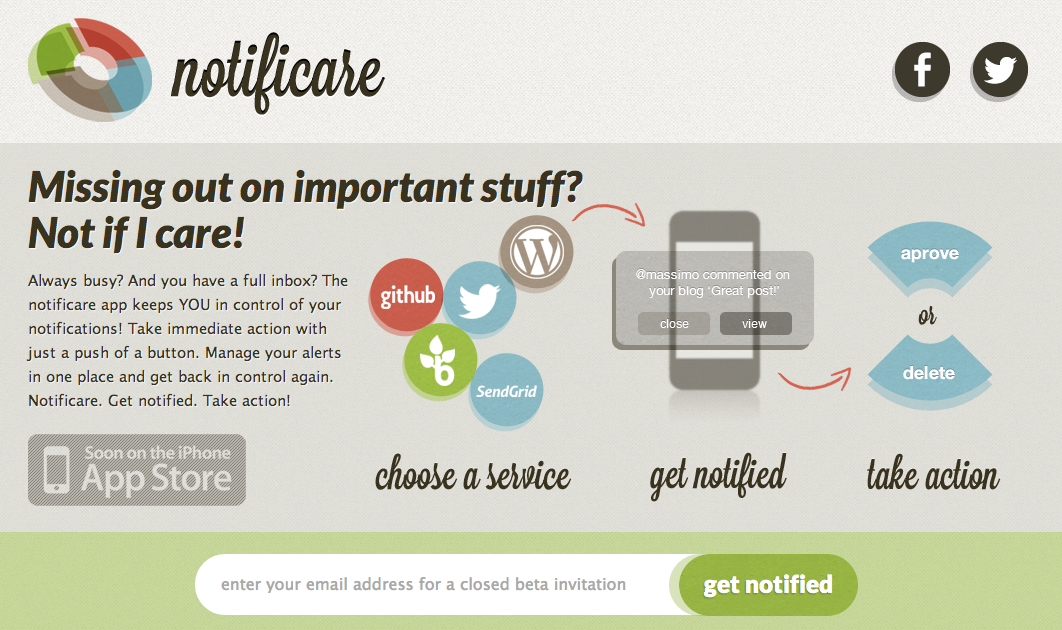 notificare
Missing out on important stuff?
Not if I care!
Always busy? And you have a full inbox? The
notificare app keeps YOU in control of your
notifications! Take immediate action with
just a push of a button. Manage your alerts
in one place and get back in control again.
Notificare. Get notified. Take action!
Soon on the iPhone
App Store
github
SendGrid
choose a service
@massimo commented on
your blog "Great post!"
close
view
get notified
aprove
or
delete
take action
enter your email address for a closed beta invitation
get notified